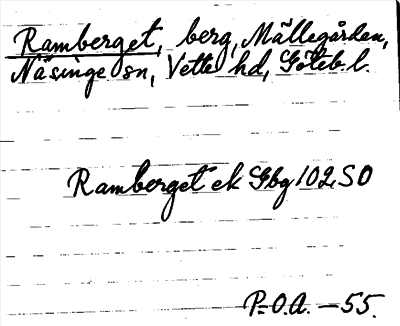 Ramberget, berg, Mällegården,
Näsinge sn, Vette hd, Göteb. l.
Ramberget ek Gbg 102 SO
P.-O.A. -55.